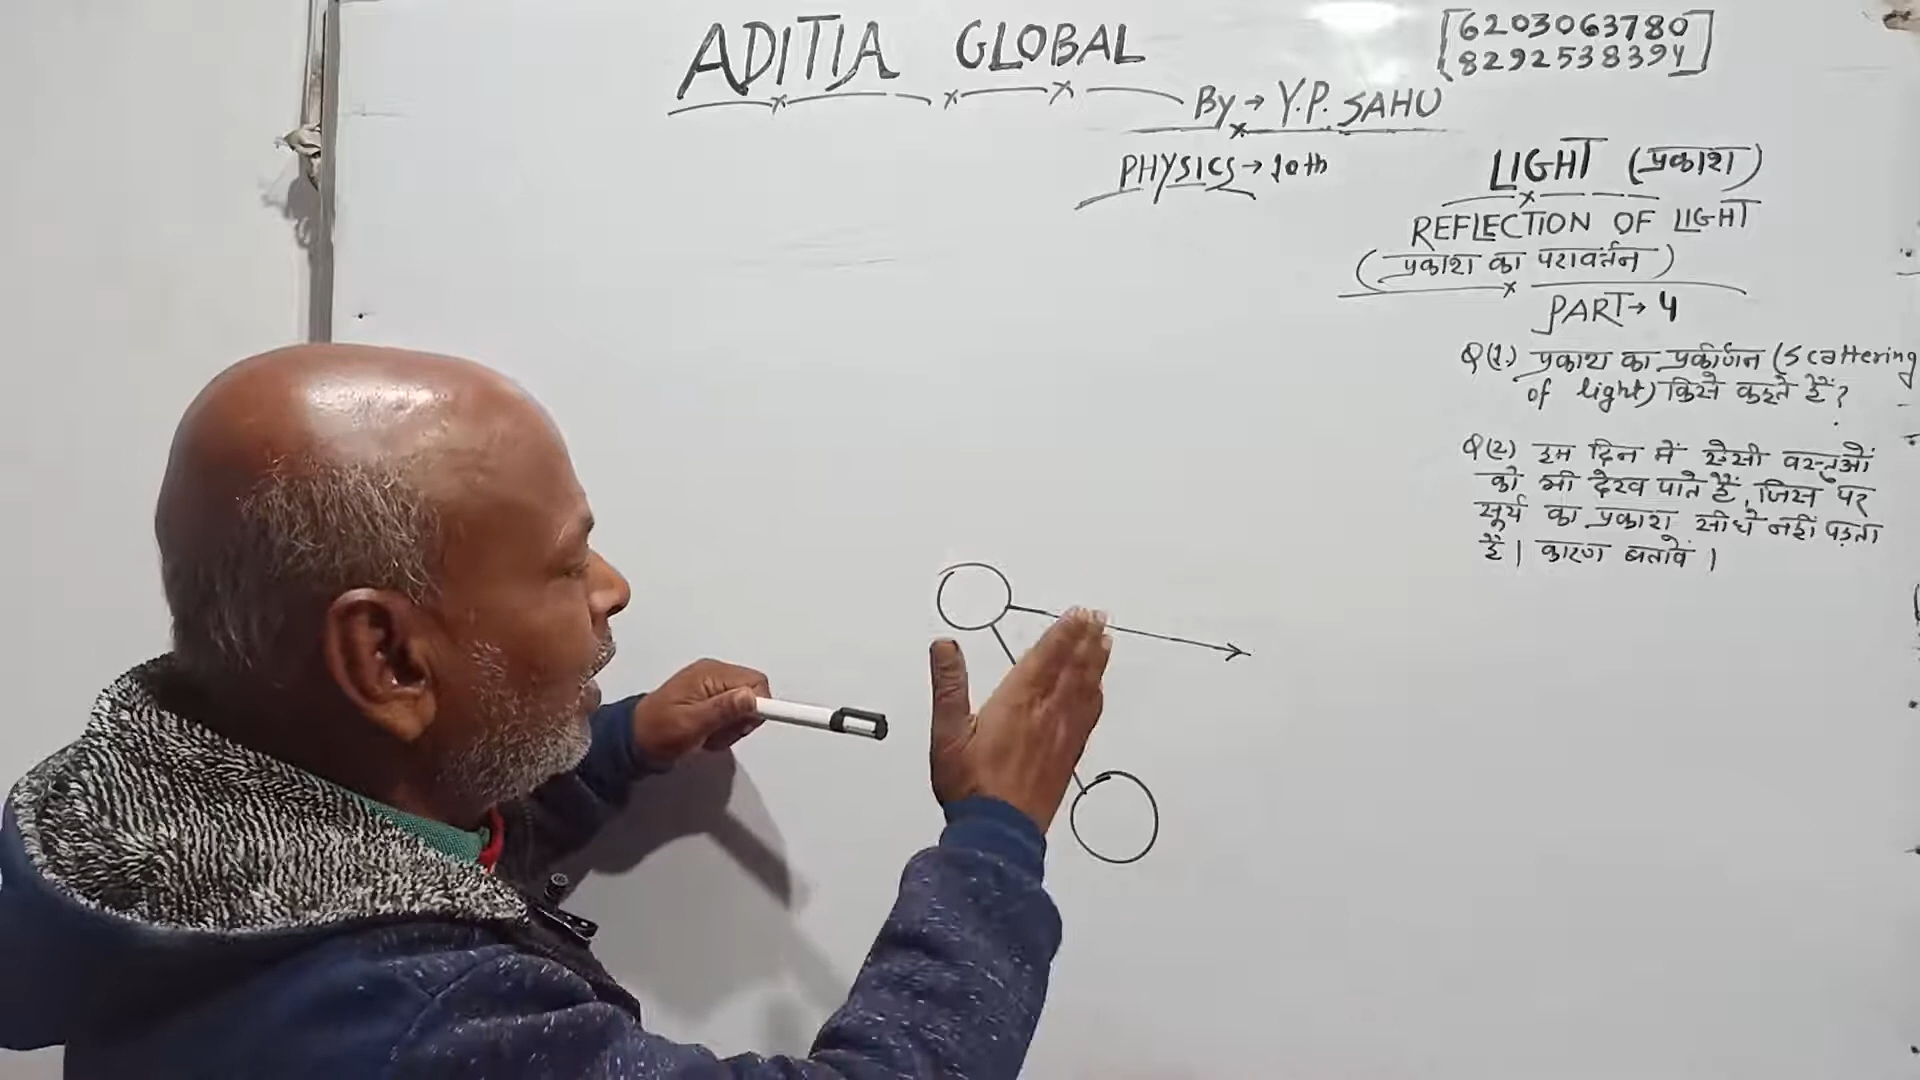 ADITIA GLOBAL
[6203063780
8292538394]
By → Y.P. SAHU
PHYSICS → 10th
LIGHT (प्रकाश)
REFLECTION OF LIGHT
(प्रकाश का परावर्तन)
PART → 4
Q(1.) प्रकाश का प्रकीर्णन (Scattering
of light) किसे कहते हैं?
Q(2) हम दिन में ऐसी वस्तुओं
को भी देख पाते हैं, जिस पर
सूर्य का प्रकाश सीधे नहीं पड़ता
है। कारण बतावें।